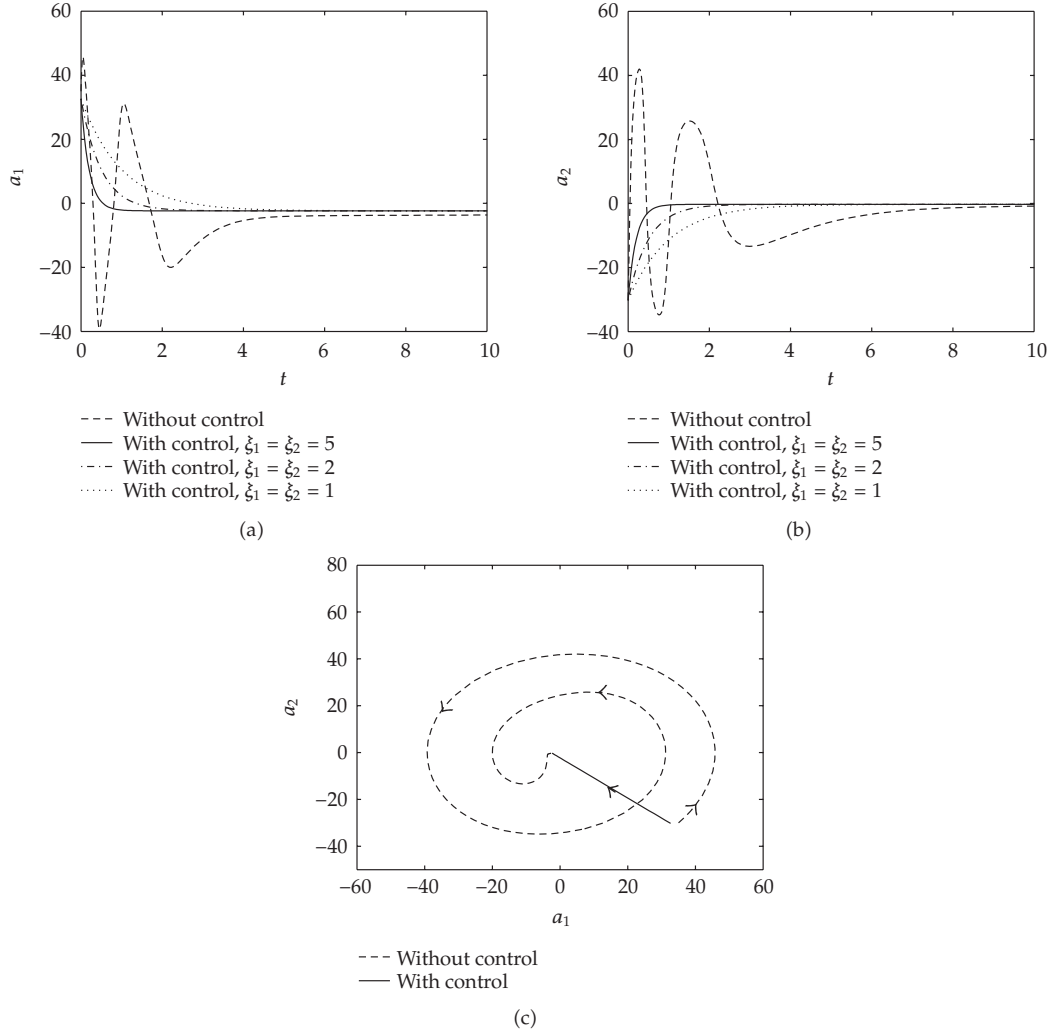 60
40
20
0
−20
−40
a1
0 2 4 6 8 10
t
Without control
With control, ξ1 = ξ2 = 5
With control, ξ1 = ξ2 = 2
With control, ξ1 = ξ2 = 1
(a)
60
40
20
0
−20
−40
a2
0 2 4 6 8 10
t
Without control
With control, ξ1 = ξ2 = 5
With control, ξ1 = ξ2 = 2
With control, ξ1 = ξ2 = 1
(b)
80
60
40
20
0
−20
−40
a2
−60 −40 −20 0 20 40 60
a1
Without control
With control
(c)